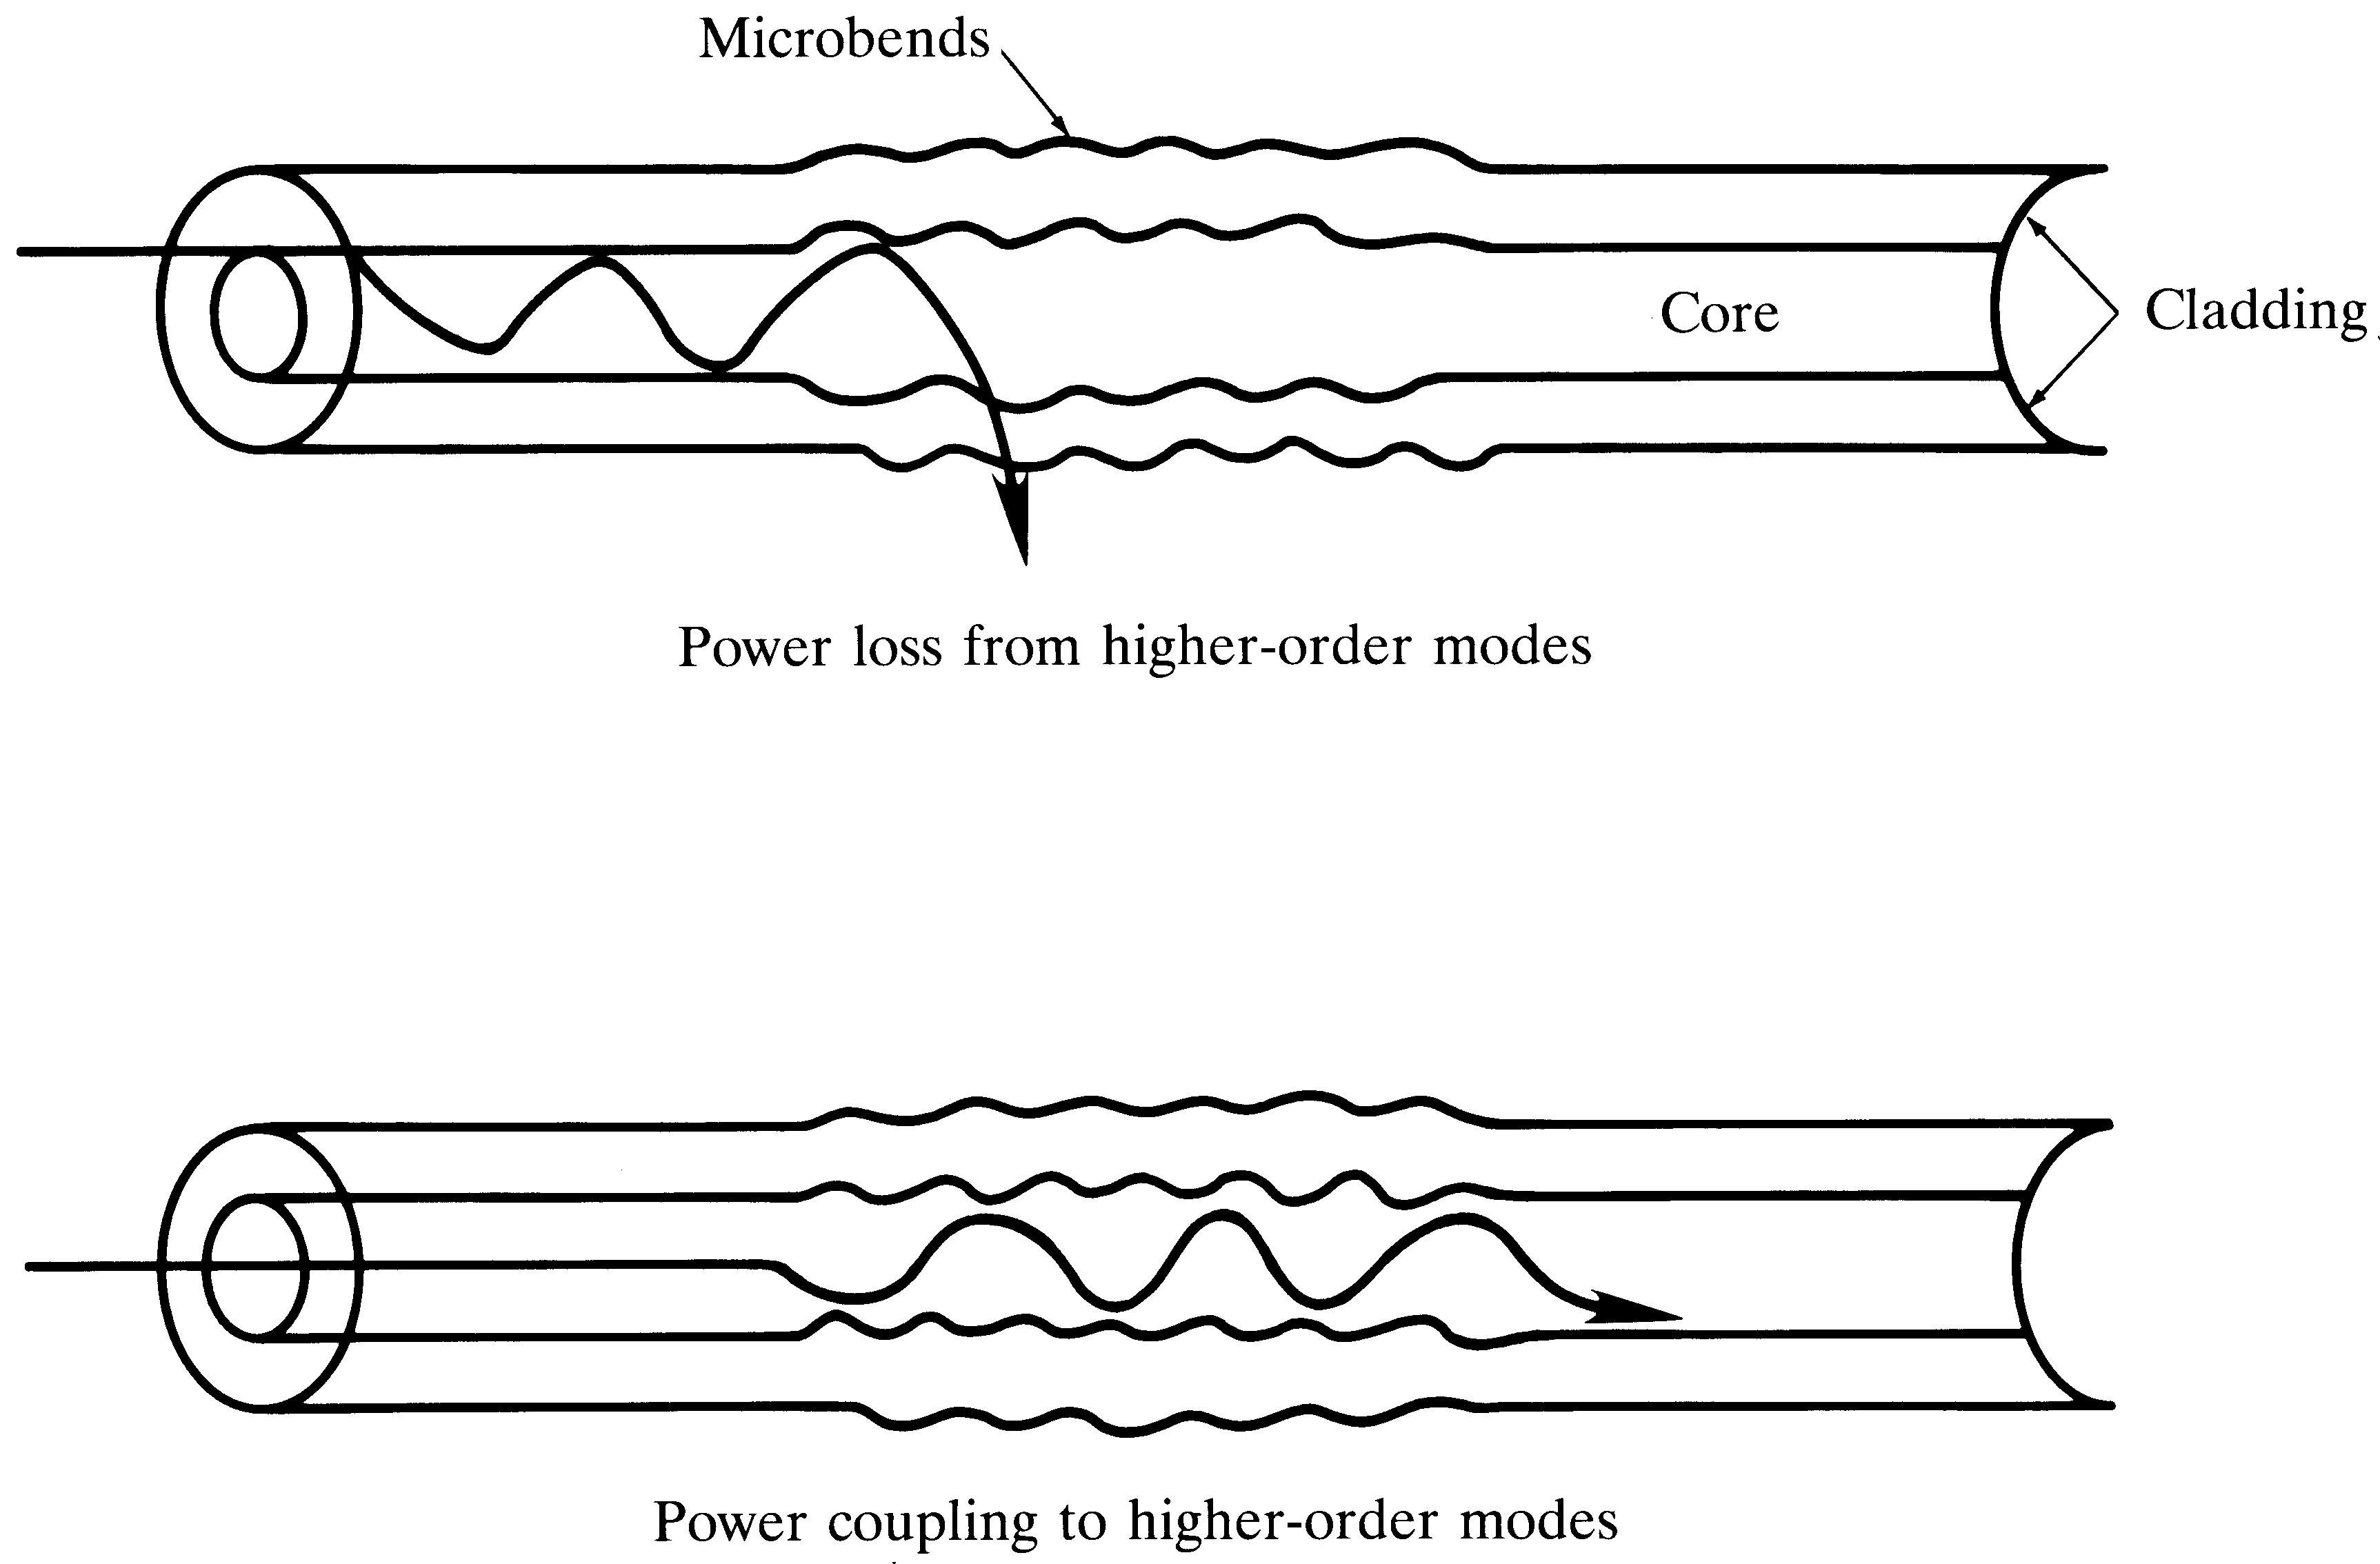 Microbends
Core
Cladding
Power loss from higher-order modes
Power coupling to higher-order modes